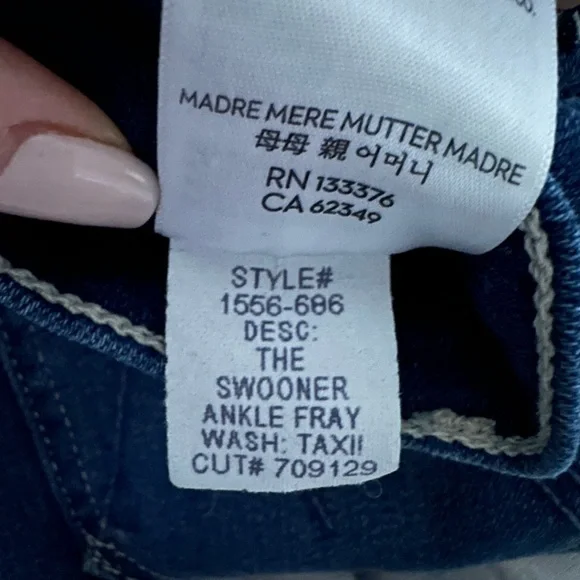 MADRE MERE MUTTER MADRE
母母 親 어머니
RN 133376
CA 62349
STYLE#
1556-686
DESC:
THE
SWOONER
ANKLE FRAY
WASH: TAXI!
CUT# 709129